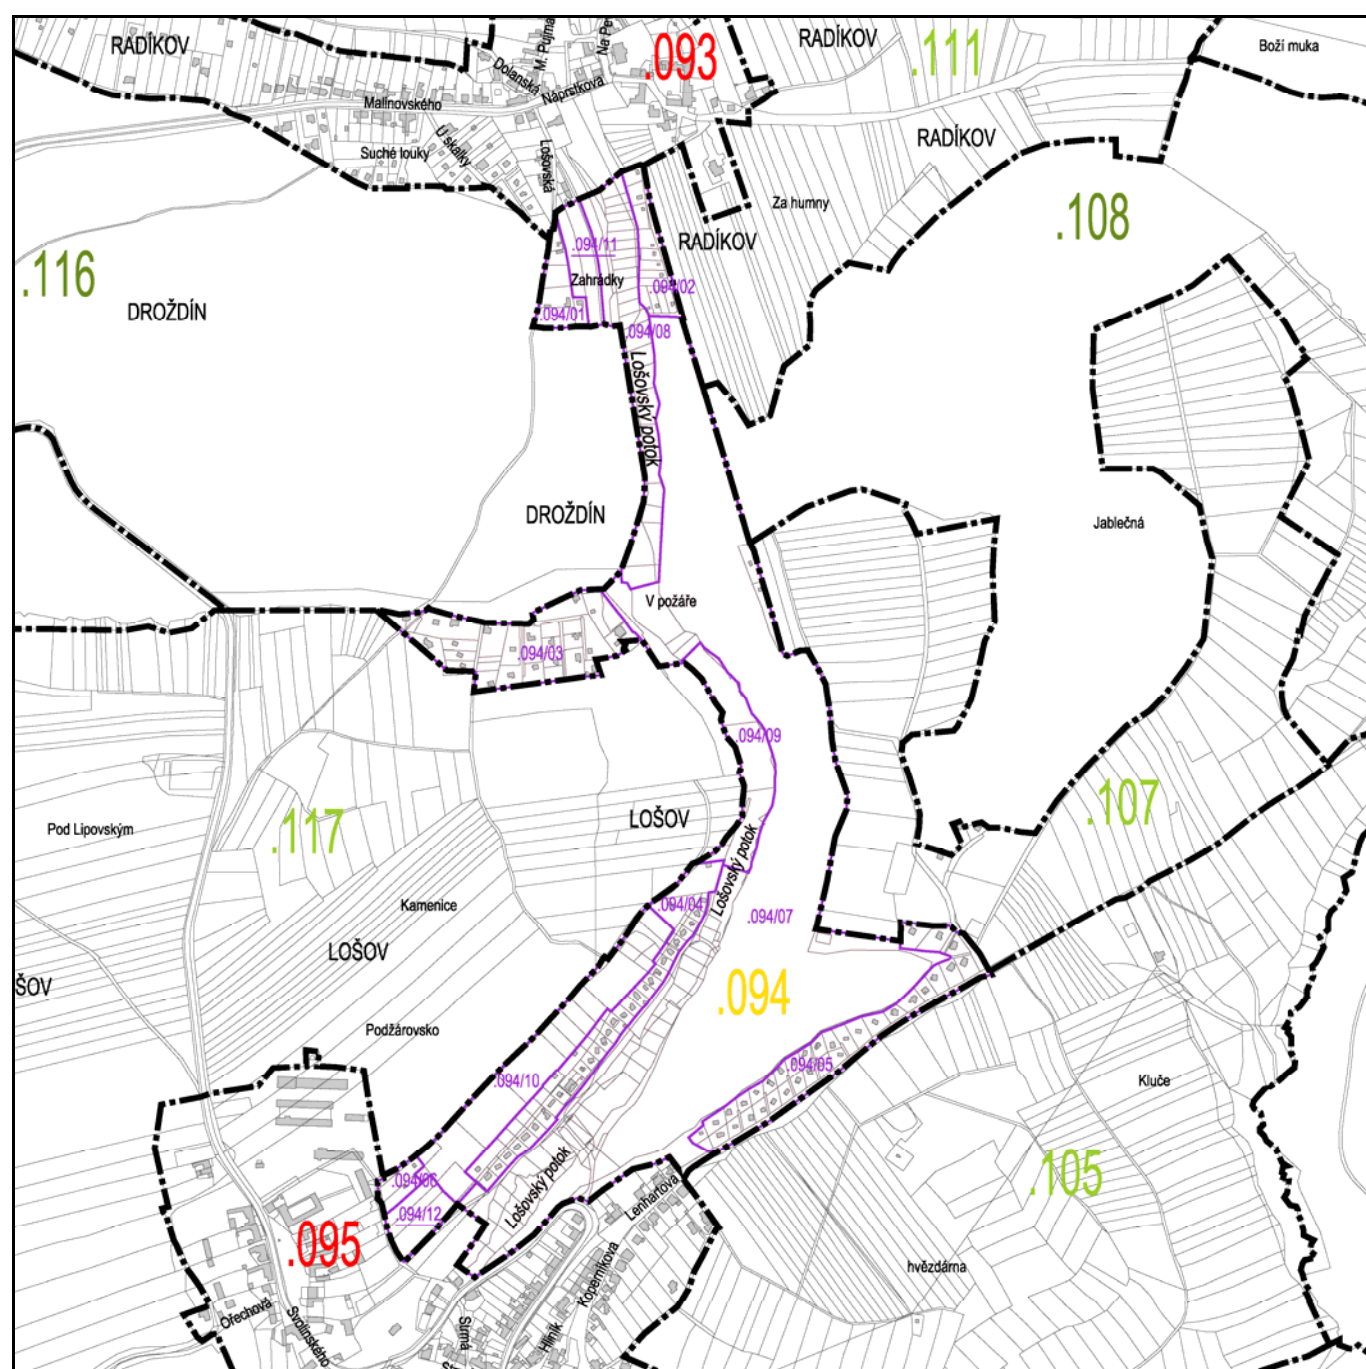 RADÍKOV
M. Pujma
Na Pe
.093
RADÍKOV
.111
Boží muka
Dolanská
Náprstkova
Malinovského
U skalky
Suché louky
Lošovská
RADÍKOV
Za humny
.108
RADÍKOV
.094/11
.116
Zahrádky
.094/02
DROŽDÍN
.094/01
.094/08
Lošovský potok
DROŽDÍN
Jablečná
V požáře
.094/03
.094/09
.107
LOŠOV
Pod Lipovským
.117
Lošovský potok
Kamenice
.094/04
.094/07
LOŠOV
ŠOV
.094
Podžárovsko
.094/05
.094/10
Kluče
.105
.094/06
Lošovský potok
Lenhartova
.094/12
.095
hvězdárna
Koperníkova
Ořechová
Svolinského
Strmá
Hliník